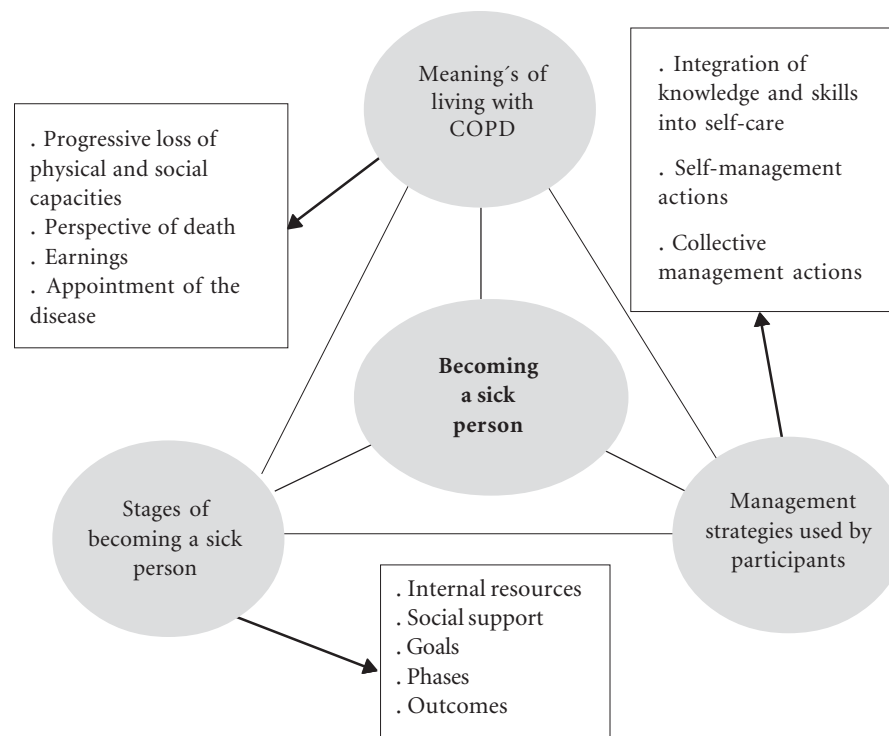 Meaning´s of
living with
COPD
. Progressive loss of
physical and social
capacities
. Perspective of death
. Earnings
. Appointment of the
disease
. Integration of
knowledge and skills
into self-care
. Self-management
actions
. Collective
management actions
Becoming
a sick
person
Stages of
becoming a sick
person
Management
strategies used by
participants
. Internal resources
. Social support
. Goals
. Phases
. Outcomes